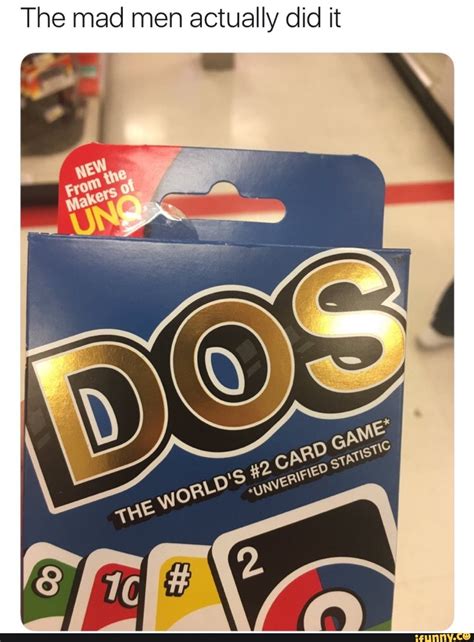 The mad men actually did it
NEW
From the
Makers of
UNO
DOS
THE WORLD'S #2 CARD GAME*
*UNVERIFIED STATISTIC
8
10
#
2
ifunny.co